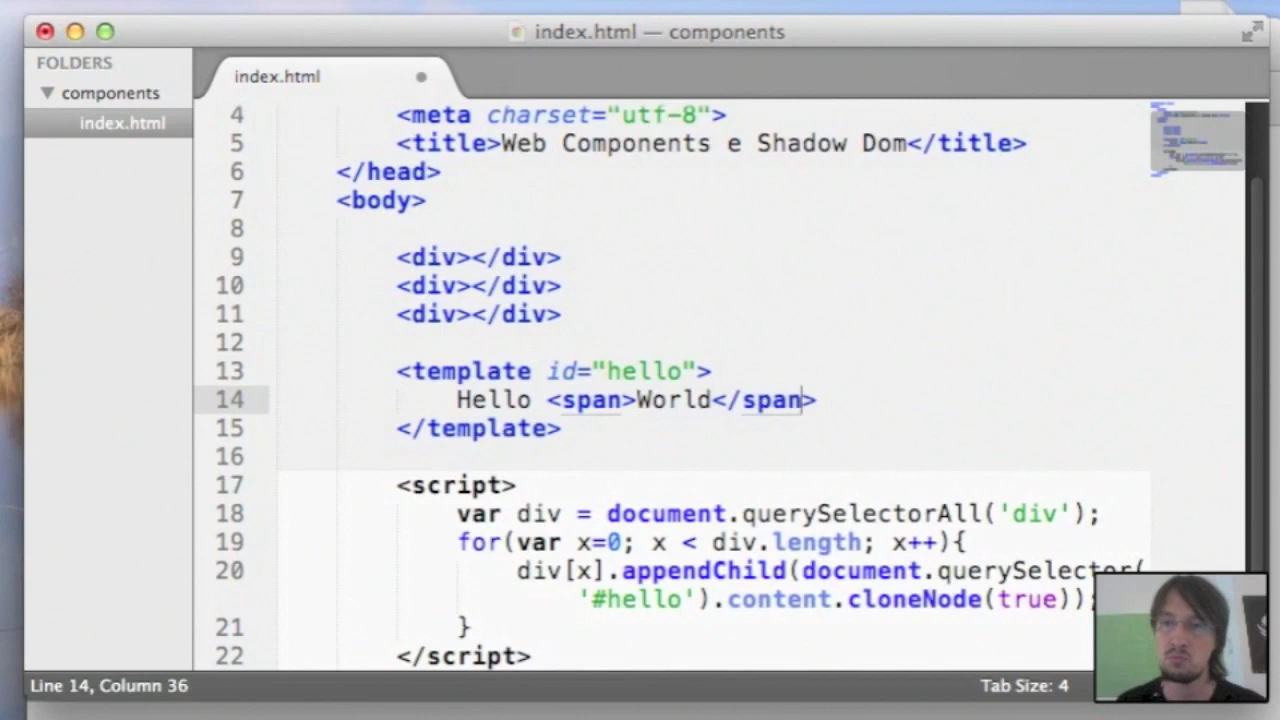 index.html — components
FOLDERS
components
index.html
index.html
4 <meta charset="utf-8">
5 <title>Web Components e Shadow Dom</title>
6 </head>
7 <body>
8
9 <div></div>
10 <div></div>
11 <div></div>
12
13 <template id="hello">
14 Hello <span>World</span>
15 </template>
16
17 <script>
18 var div = document.querySelectorAll('div');
19 for(var x=0; x < div.length; x++){
20 div[x].appendChild(document.querySelector(
'#hello').content.cloneNode(true));
21 }
22 </script>
Line 14, Column 36
Tab Size: 4